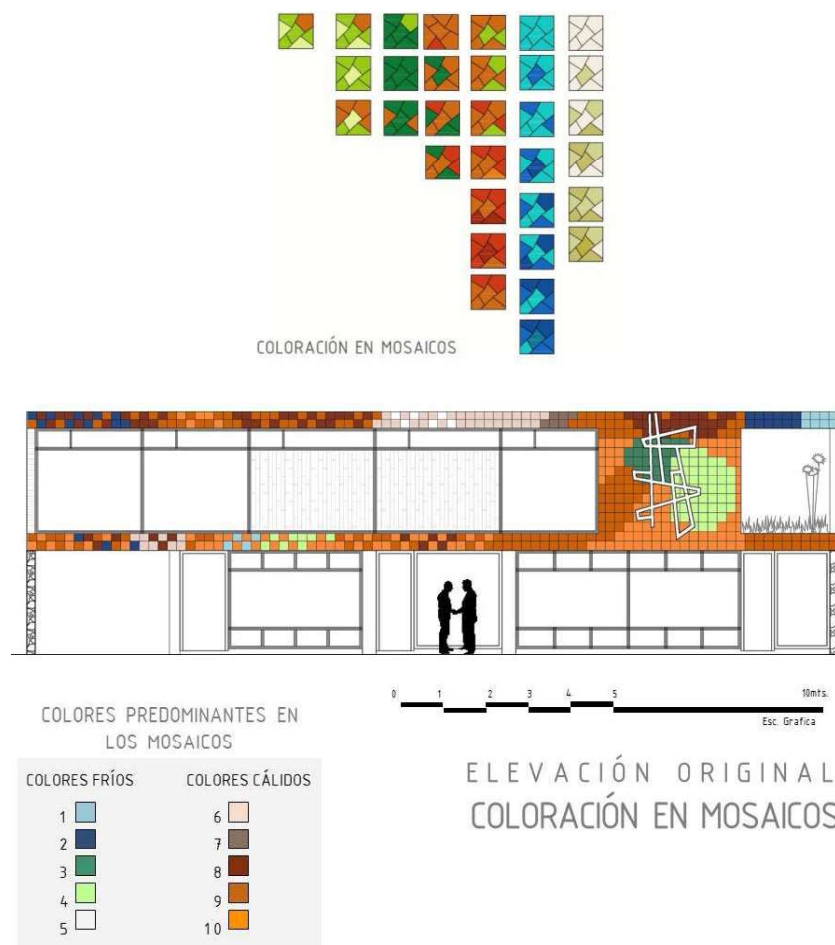 COLORACIÓN EN MOSAICOS
0 1 2 3 4 5 10mts.
Esc. Grafica
COLORES PREDOMINANTES EN
LOS MOSAICOS
COLORES FRÍOS
1
2
3
4
5
COLORES CÁLIDOS
6
7
8
9
10
ELEVACIÓN ORIGINAL
COLORACIÓN EN MOSAICOS